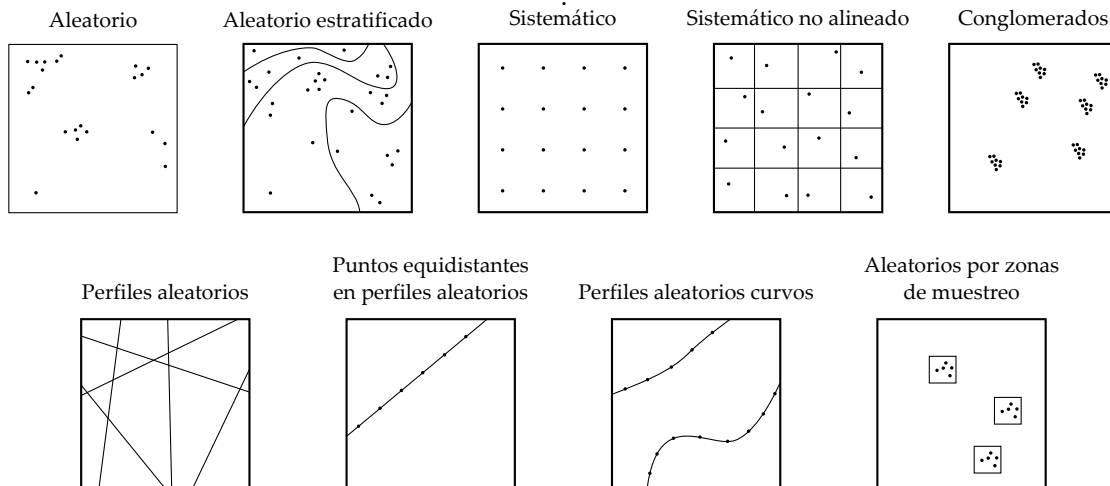 Aleatorio
Aleatorio estratificado
Sistemático
Sistemático no alineado
Conglomerados
Perfiles aleatorios
Puntos equidistantes
en perfiles aleatorios
Perfiles aleatorios curvos
Aleatorios por zonas
de muestreo